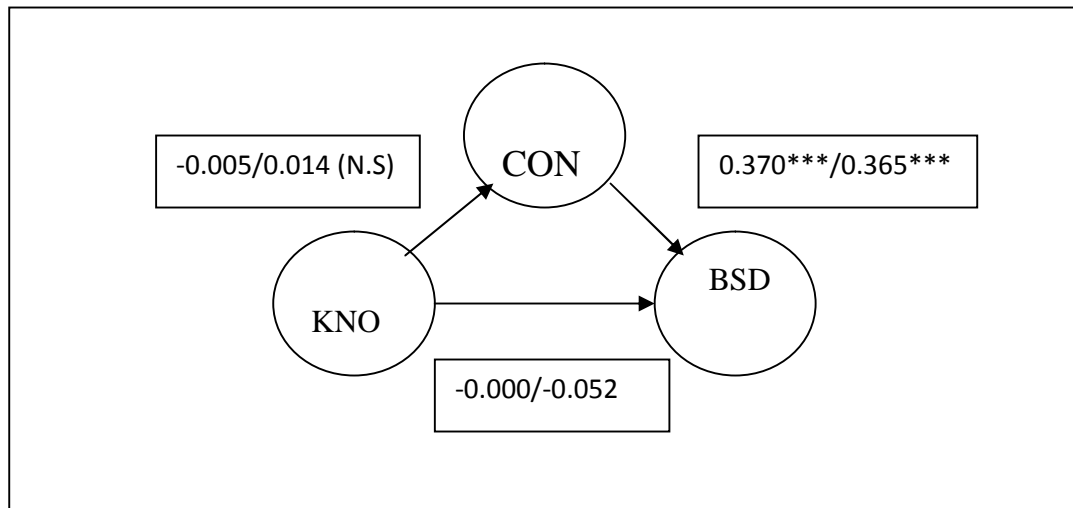 CON
-0.005/0.014 (N.S)
0.370***/0.365***
KNO
BSD
-0.000/-0.052